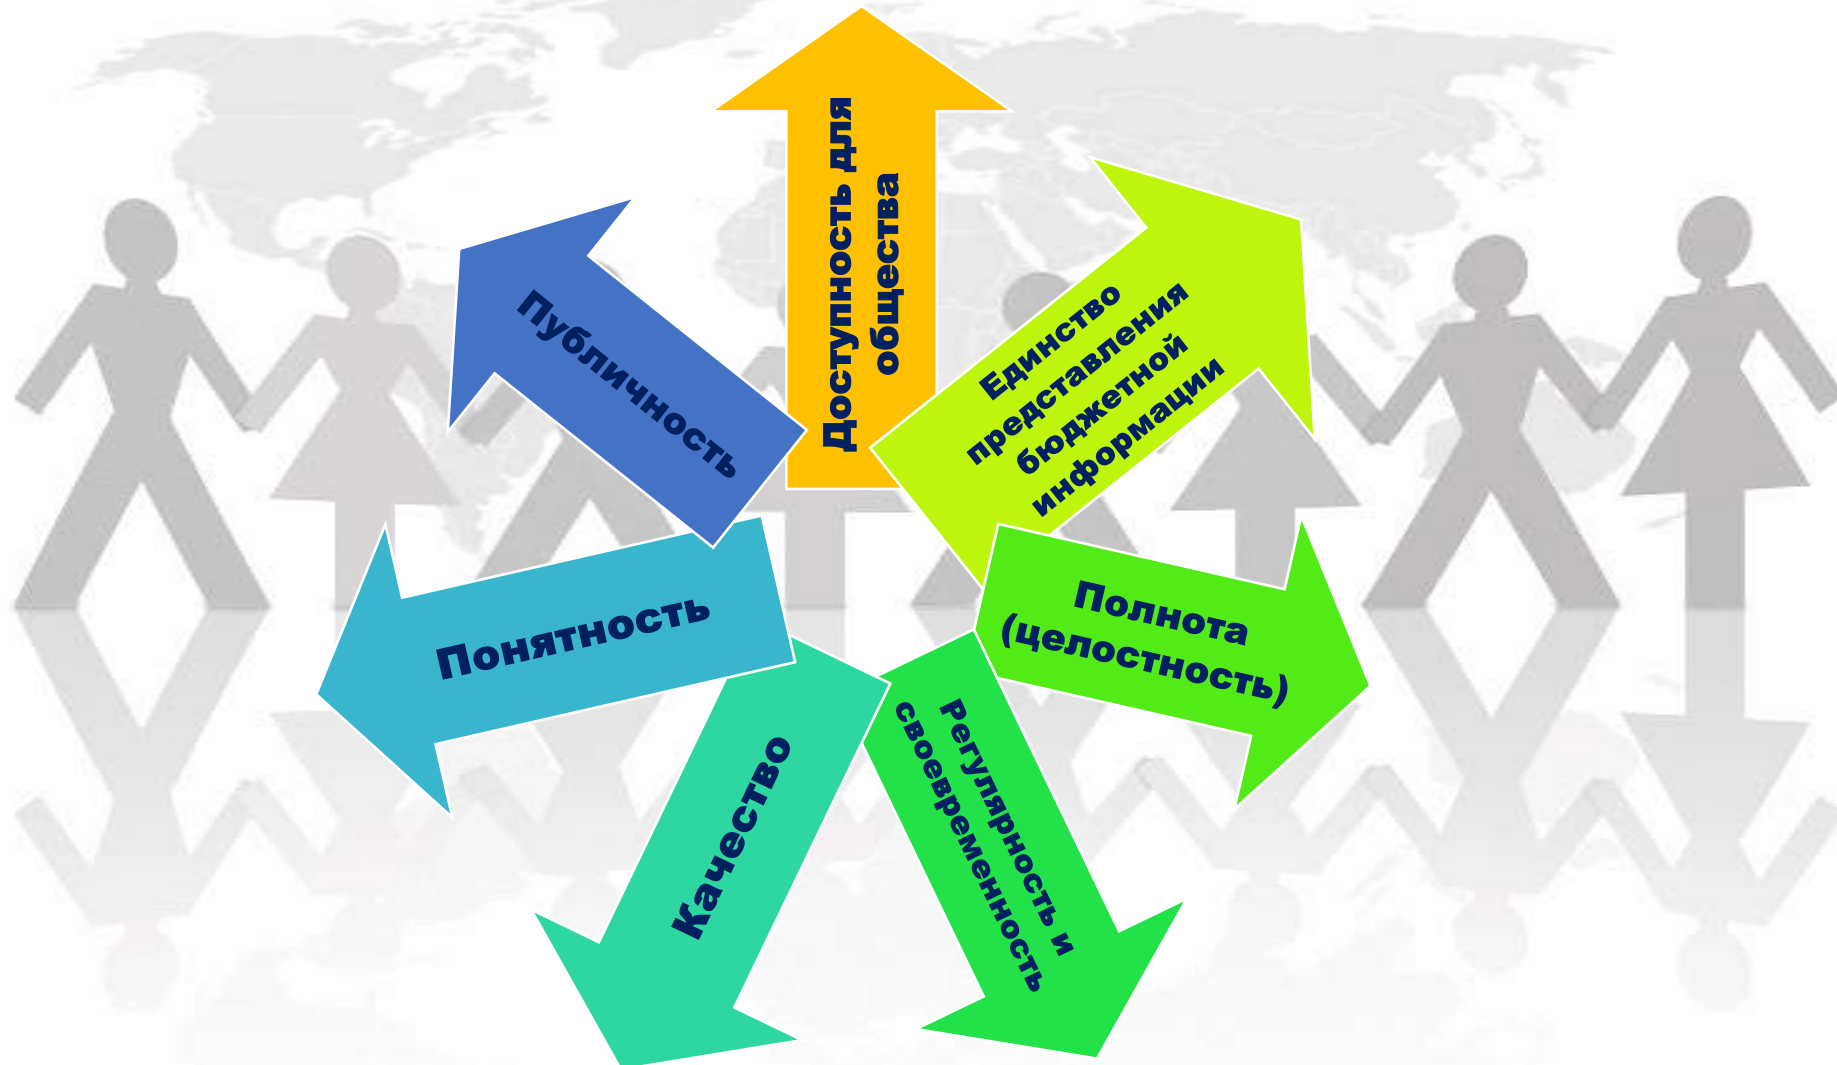 Доступность для
общества
Единство
представления
бюджетной
информации
Полнота
(целостность)
Регулярность и
своевременность
Качество
Понятность
Публичность